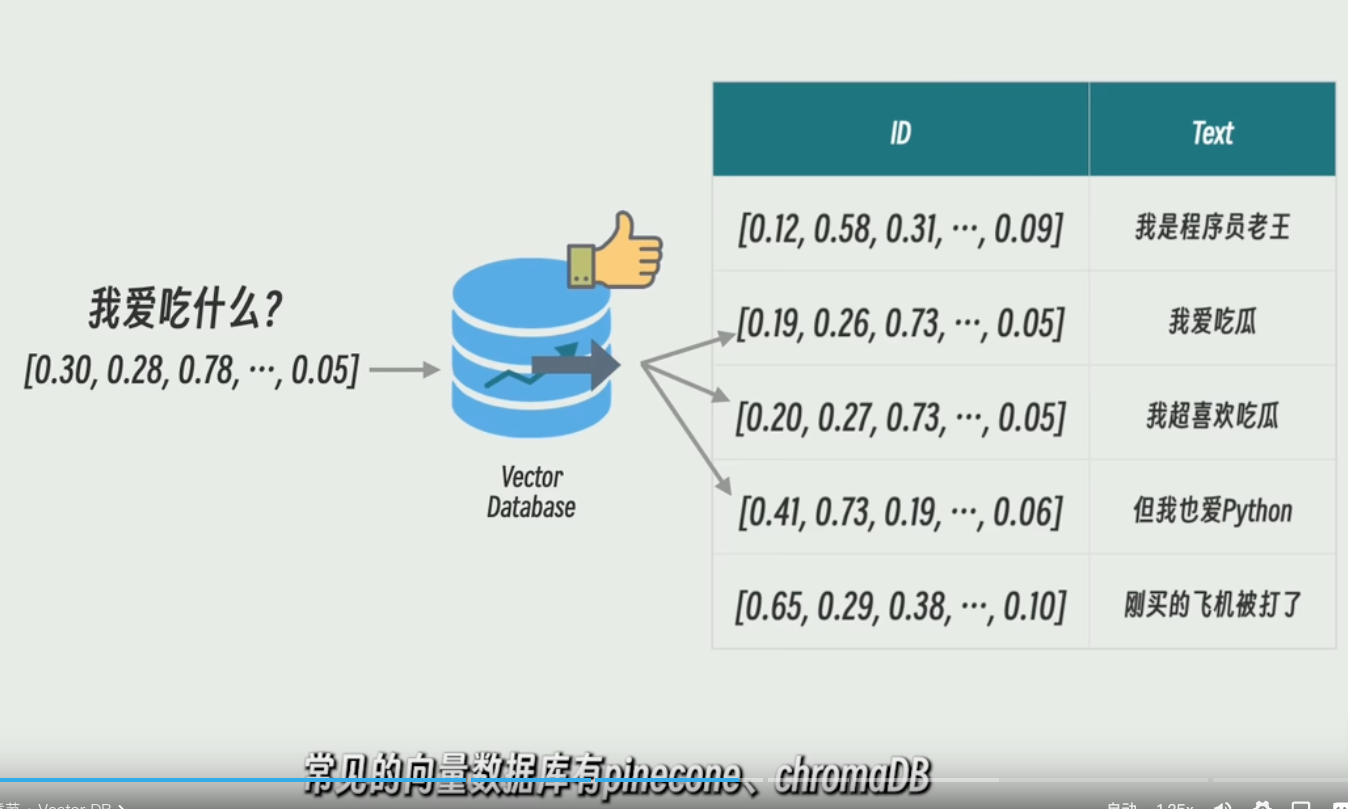 ID Text
[0.12, 0.58, 0.31, ···, 0.09] 我是程序员老王
我爱吃什么?
[0.30, 0.28, 0.78, ···, 0.05]
[0.19, 0.26, 0.73, ···, 0.05] 我爱吃瓜
[0.20, 0.27, 0.73, ···, 0.05] 我超喜欢吃瓜
Vector
Database
[0.41, 0.73, 0.19, ···, 0.06] 但我也爱Python
[0.65, 0.29, 0.38, ···, 0.10] 刚买的飞机被打了
常见的向量数据库有pinecone、chromaDB
Vector DB
自动 1.25x